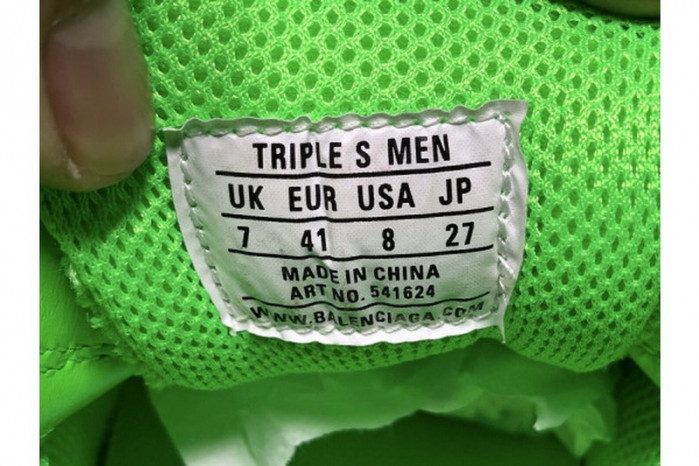 TRIPLE S MEN
UK EUR USA JP
7 41 8 27
MADE IN CHINA
ART NO. 541624
WWW.BALENCIAGA.COM